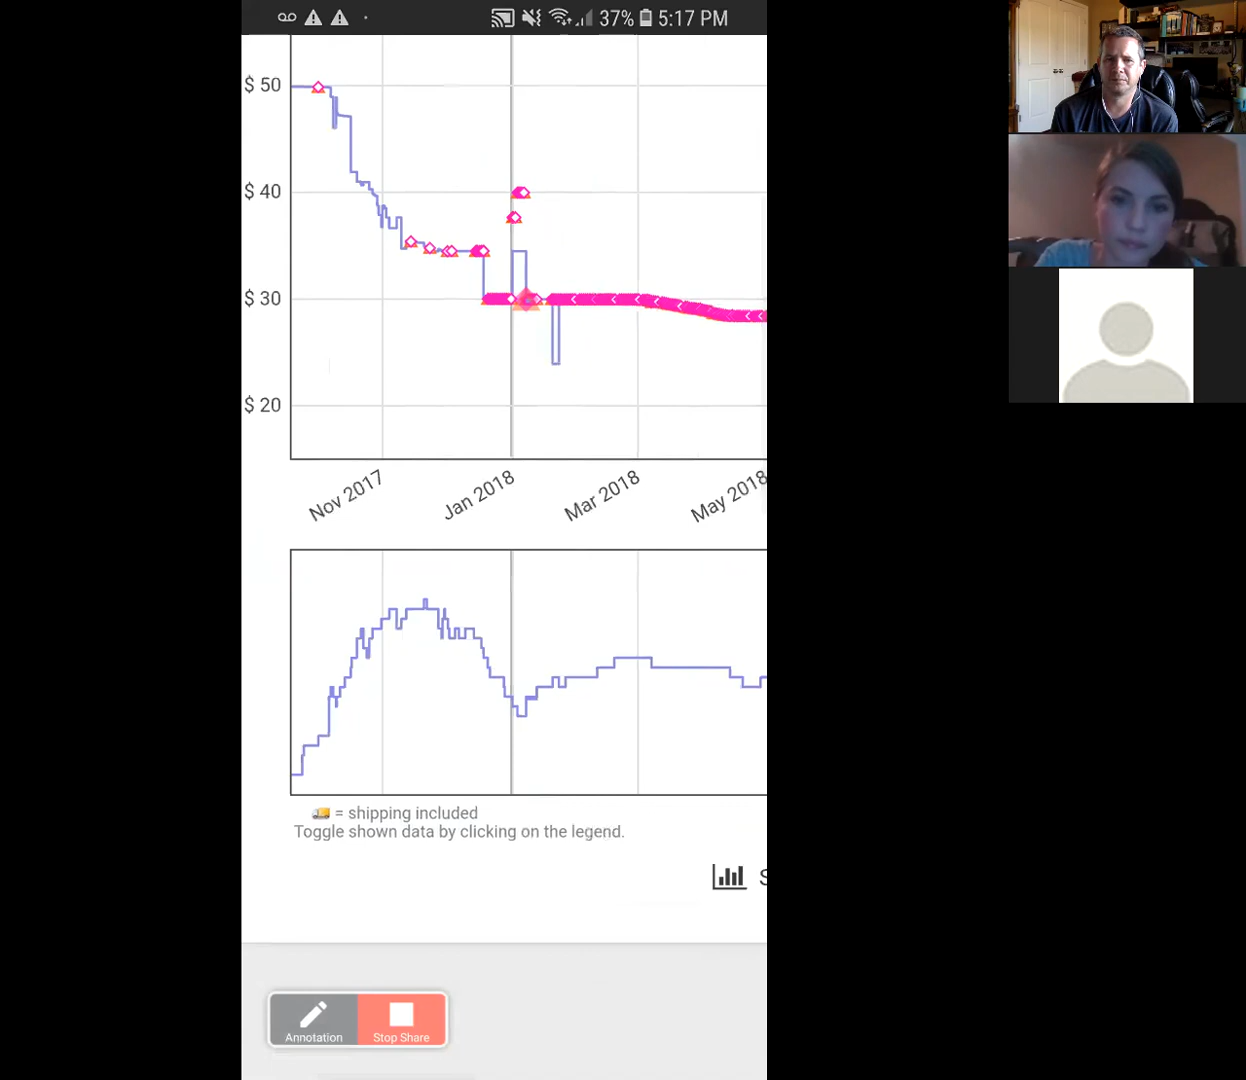 37% 5:17 PM
$ 50
$ 40
$ 30
$ 20
Nov 2017
Jan 2018
Mar 2018
May 2018
= shipping included
Toggle shown data by clicking on the legend.
Annotation
Stop Share